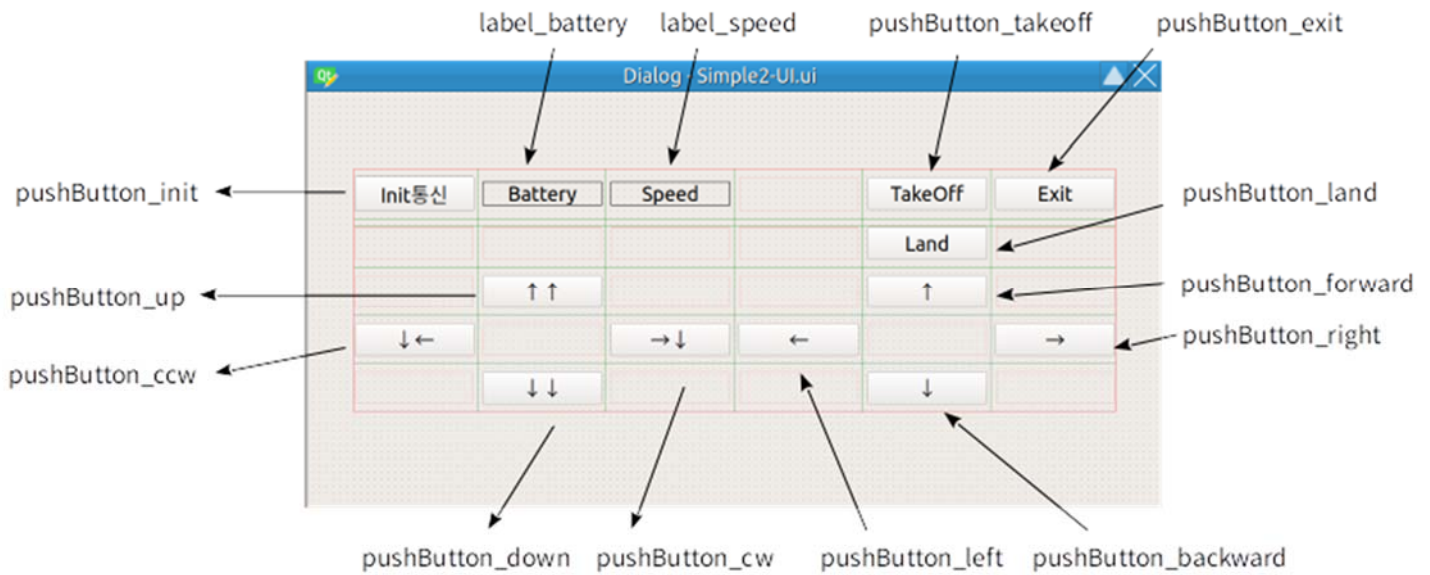 label_battery label_speed pushButton_takeoff pushButton_exit
Qt Dialog - Simple2-UI.ui
pushButton_init Init통신 Battery Speed TakeOff Exit pushButton_land
Land
pushButton_up ↑↑ ↑ pushButton_forward
↓← →↓ ← → pushButton_right
pushButton_ccw ↓↓ ↓
pushButton_down pushButton_cw pushButton_left pushButton_backward